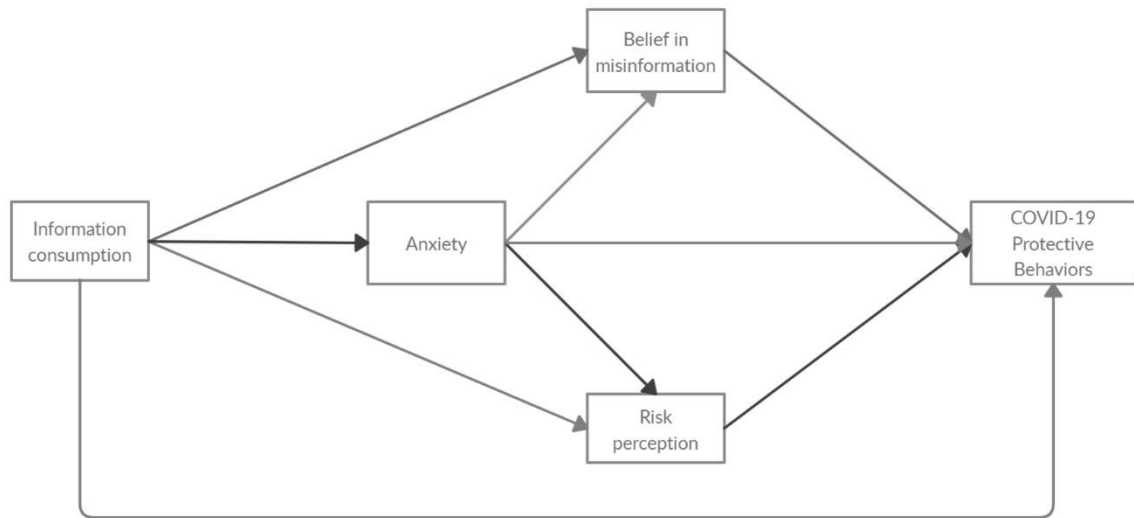 Belief in
misinformation
Information
consumption
Anxiety
COVID-19
Protective
Behaviors
Risk
perception